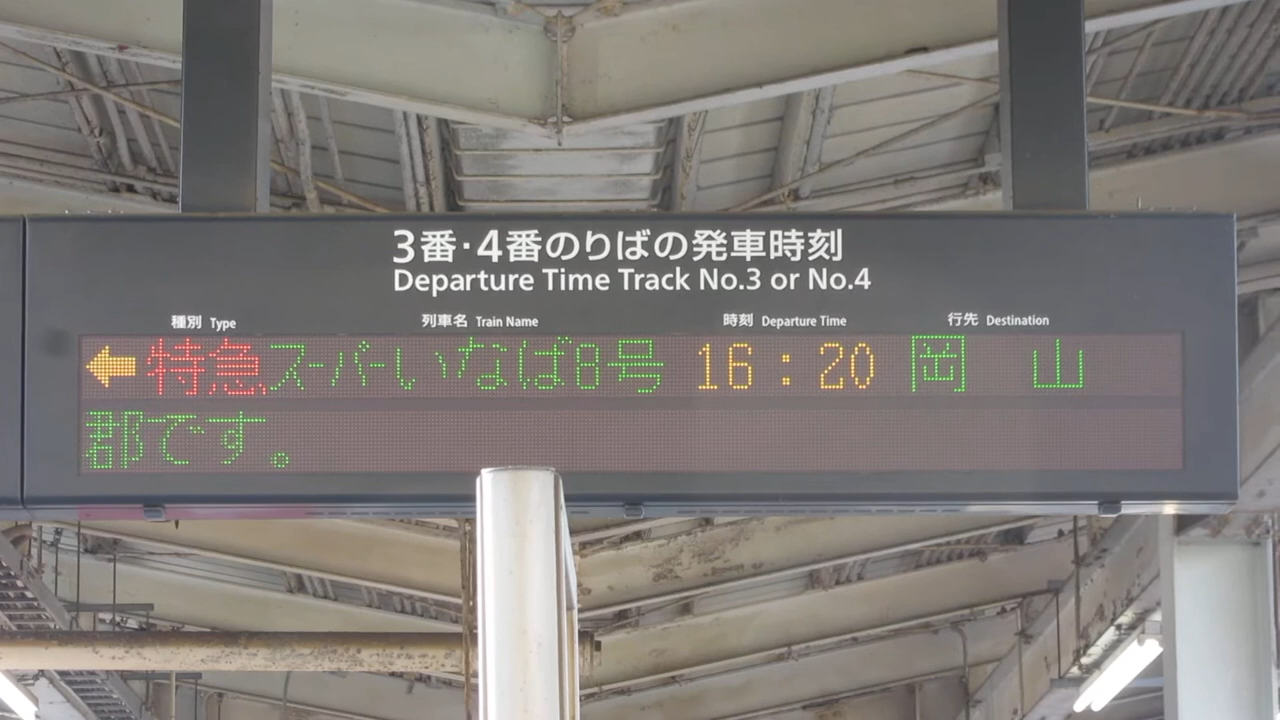 3番·4番のりばの発車時刻
Departure Time Track No.3 or No.4
種別 Type 列車名 Train Name 時刻 Departure Time 行先 Destination
←特急スーパーいなば8号 16:20 岡 山
郡です。